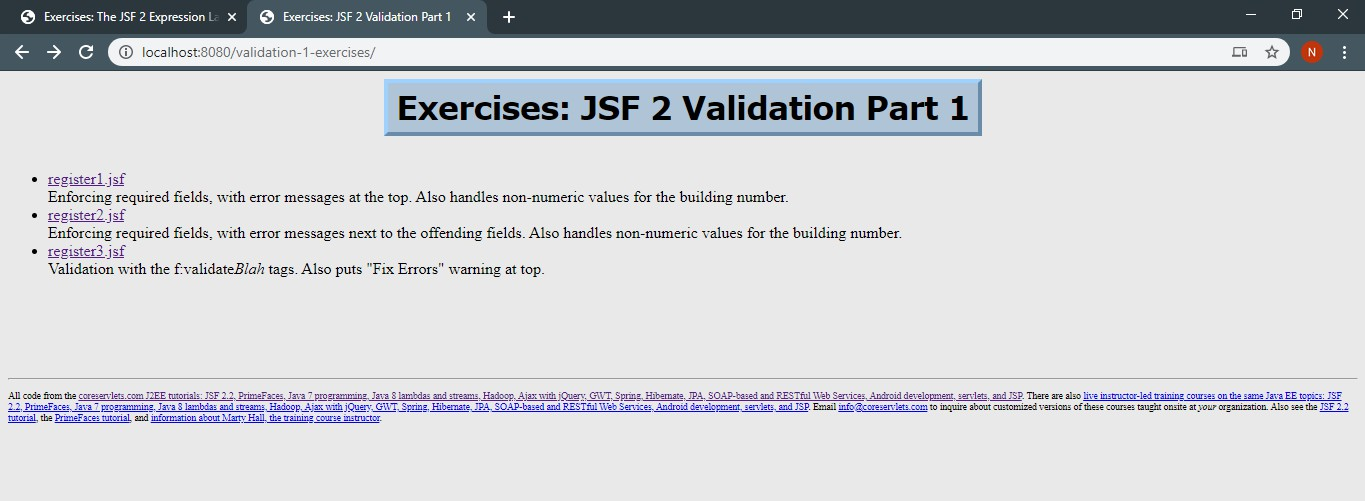 Exercises: The JSF 2 Expression La
Exercises: JSF 2 Validation Part 1
localhost:8080/validation-1-exercises/
N
Exercises: JSF 2 Validation Part 1
register1.jsf
Enforcing required fields, with error messages at the top. Also handles non-numeric values for the building number.
register2.jsf
Enforcing required fields, with error messages next to the offending fields. Also handles non-numeric values for the building number.
register3.jsf
Validation with the f:validateBlah tags. Also puts "Fix Errors" warning at top.
All code from the coreservlets.com J2EE tutorials: JSF 2.2, PrimeFaces, Java 7 programming, Java 8 lambdas and streams, Hadoop, Ajax with jQuery, GWT, Spring, Hibernate, JPA, SOAP-based and RESTful Web Services, Android development, servlets, and JSP. There are also live instructor-led training courses on the same Java EE topics: JSF
2.2, PrimeFaces, Java 7 programming, Java 8 lambdas and streams, Hadoop, Ajax with jQuery, GWT, Spring, Hibernate, JPA, SOAP-based and RESTful Web Services, Android development, servlets, and JSP. Email info@coreservlets.com to inquire about customized versions of these courses taught onsite at your organization. Also see the JSF 2.2
tutorial, the PrimeFaces tutorial, and information about Marty Hall, the training course instructor.